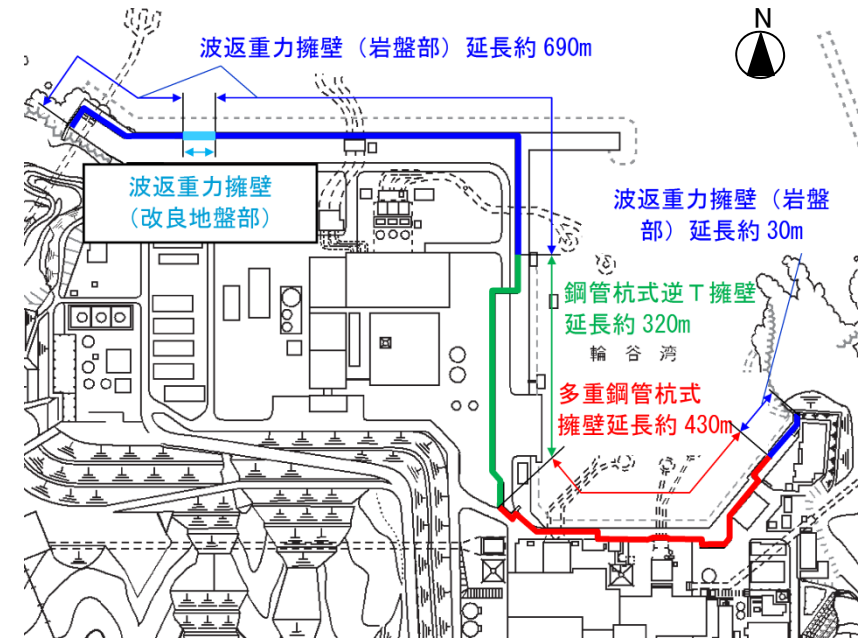 N
波返重力擁壁（岩盤部）延長約 690m
波返重力擁壁
（改良地盤部）
波返重力擁壁（岩盤
部）延長約 30m
鋼管杭式逆Ｔ擁壁
延長約 320m
輪谷湾
多重鋼管杭式
擁壁延長約 430m